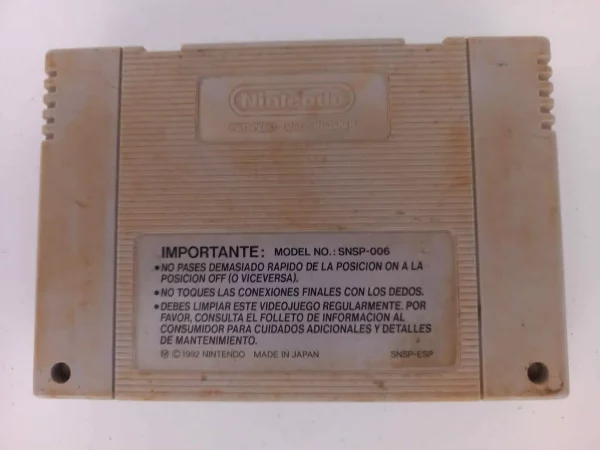 Nintendo
IMPORTANTE: MODEL NO.: SNSP-006
•NO PASES DEMASIADO RAPIDO DE LA POSICION ON A LA
POSICION OFF (O VICEVERSA).
•NO TOQUES LAS CONEXIONES FINALES CON LOS DEDOS.
•DEBES LIMPIAR ESTE VIDEOJUEGO REGULARMENTE. POR
FAVOR, CONSULTA EL FOLLETO DE INFORMACION AL
CONSUMIDOR PARA CUIDADOS ADICIONALES Y DETALLES
DE MANTENIMIENTO.
Ⓜ ©1992 NINTENDO MADE IN JAPAN SNSP-ESP